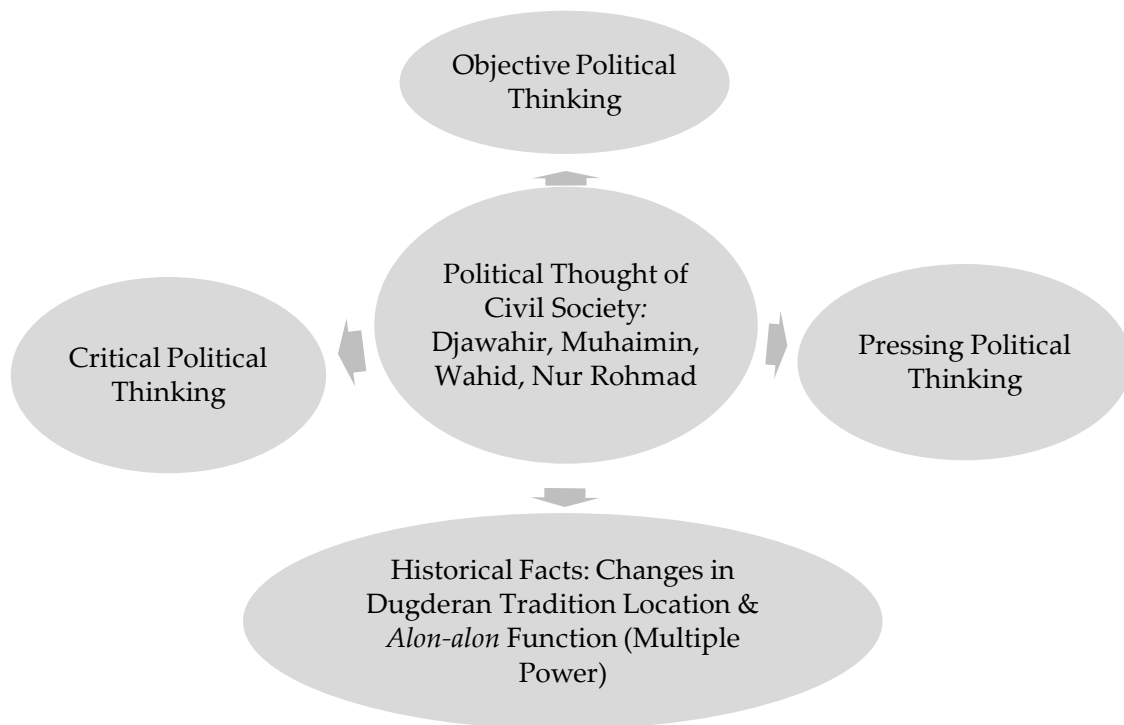 Objective Political
Thinking
Political Thought of
Civil Society:
Djawahir, Muhaimin,
Wahid, Nur Rohmad
Critical Political
Thinking
Pressing Political
Thinking
Historical Facts: Changes in
Dugderan Tradition Location &
Alon-alon Function (Multiple
Power)